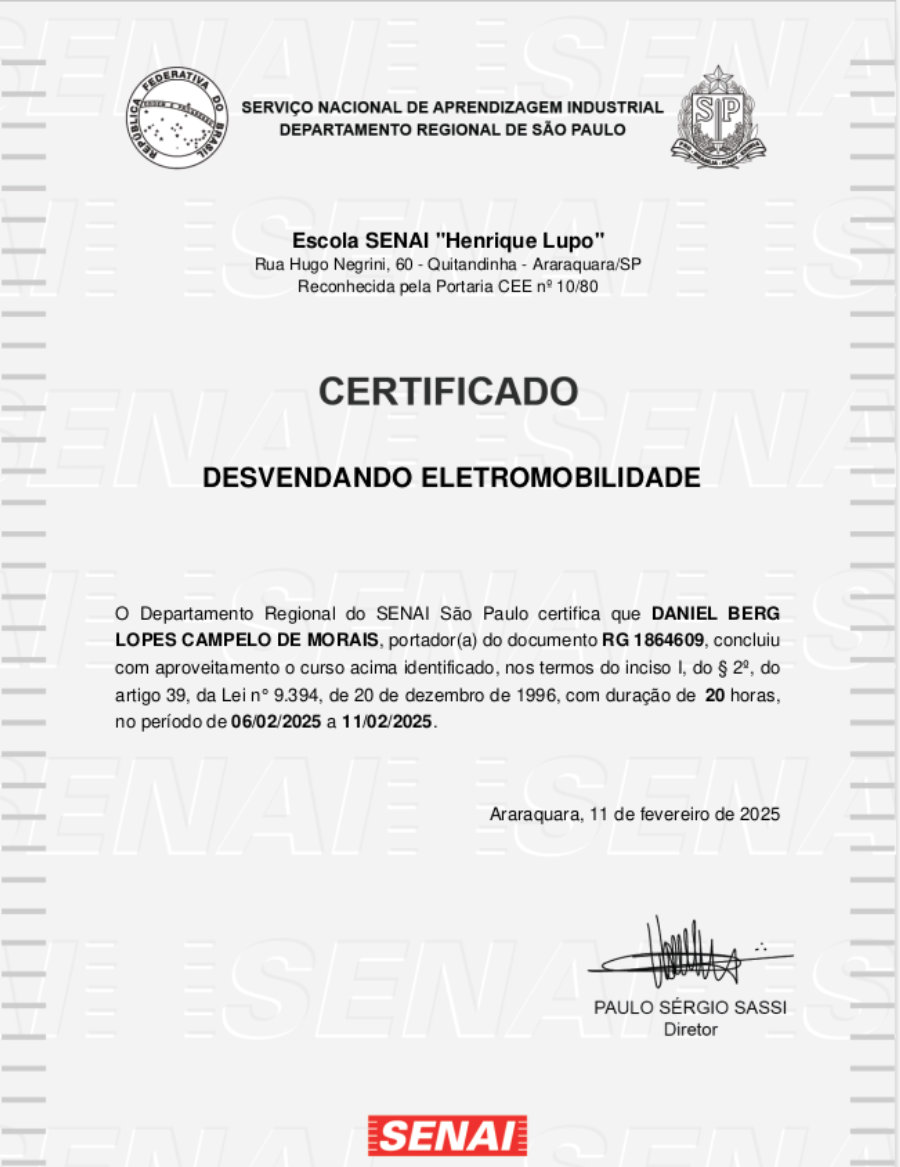 REPÚBLICA FEDERATIVA DO BRASIL
ORDEM E PROGRESSO
SERVIÇO NACIONAL DE APRENDIZAGEM INDUSTRIAL
DEPARTAMENTO REGIONAL DE SÃO PAULO
SP
Escola SENAI "Henrique Lupo"
Rua Hugo Negrini, 60 - Quitandinha - Araraquara/SP
Reconhecida pela Portaria CEE nº 10/80
CERTIFICADO
DESVENDANDO ELETROMOBILIDADE
O Departamento Regional do SENAI São Paulo certifica que DANIEL BERG
LOPES CAMPELO DE MORAIS, portador(a) do documento RG 1864609, concluiu
com aproveitamento o curso acima identificado, nos termos do inciso I, do § 2º, do
artigo 39, da Lei n° 9.394, de 20 de dezembro de 1996, com duração de 20 horas,
no período de 06/02/2025 a 11/02/2025.
Araraquara, 11 de fevereiro de 2025
PAULO SÉRGIO SASSI
Diretor
SENAI